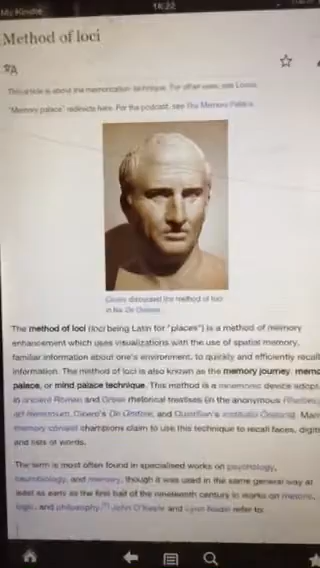 My Kindle 14:22
Method of loci
This article is about the memorization technique. For other uses, see Locus.
"Memory palace" redirects here. For the podcast, see The Memory Palace.
Cicero discussed the method of loci
in his De Oratore.
The method of loci (loci being Latin for "places") is a method of memory
enhancement which uses visualizations with the use of spatial memory,
familiar information about one's environment, to quickly and efficiently recall
information. The method of loci is also known as the memory journey, memo
palace, or mind palace technique. This method is a mnemonic device adopt
in ancient Roman and Greek rhetorical treatises (in the anonymous Rhetoric
ad Herennium, Cicero's De Oratore, and Quintilian's Institutio Oratoria). Man
memory contest champions claim to use this technique to recall faces, digits
and lists of words.
The term is most often found in specialised works on psychology,
neurobiology, and memory, though it was used in the same general way at
least as early as the first half of the nineteenth century in works on rhetoric,
logic, and philosophy. John O'Keefe and Lynn Nadel refer to: